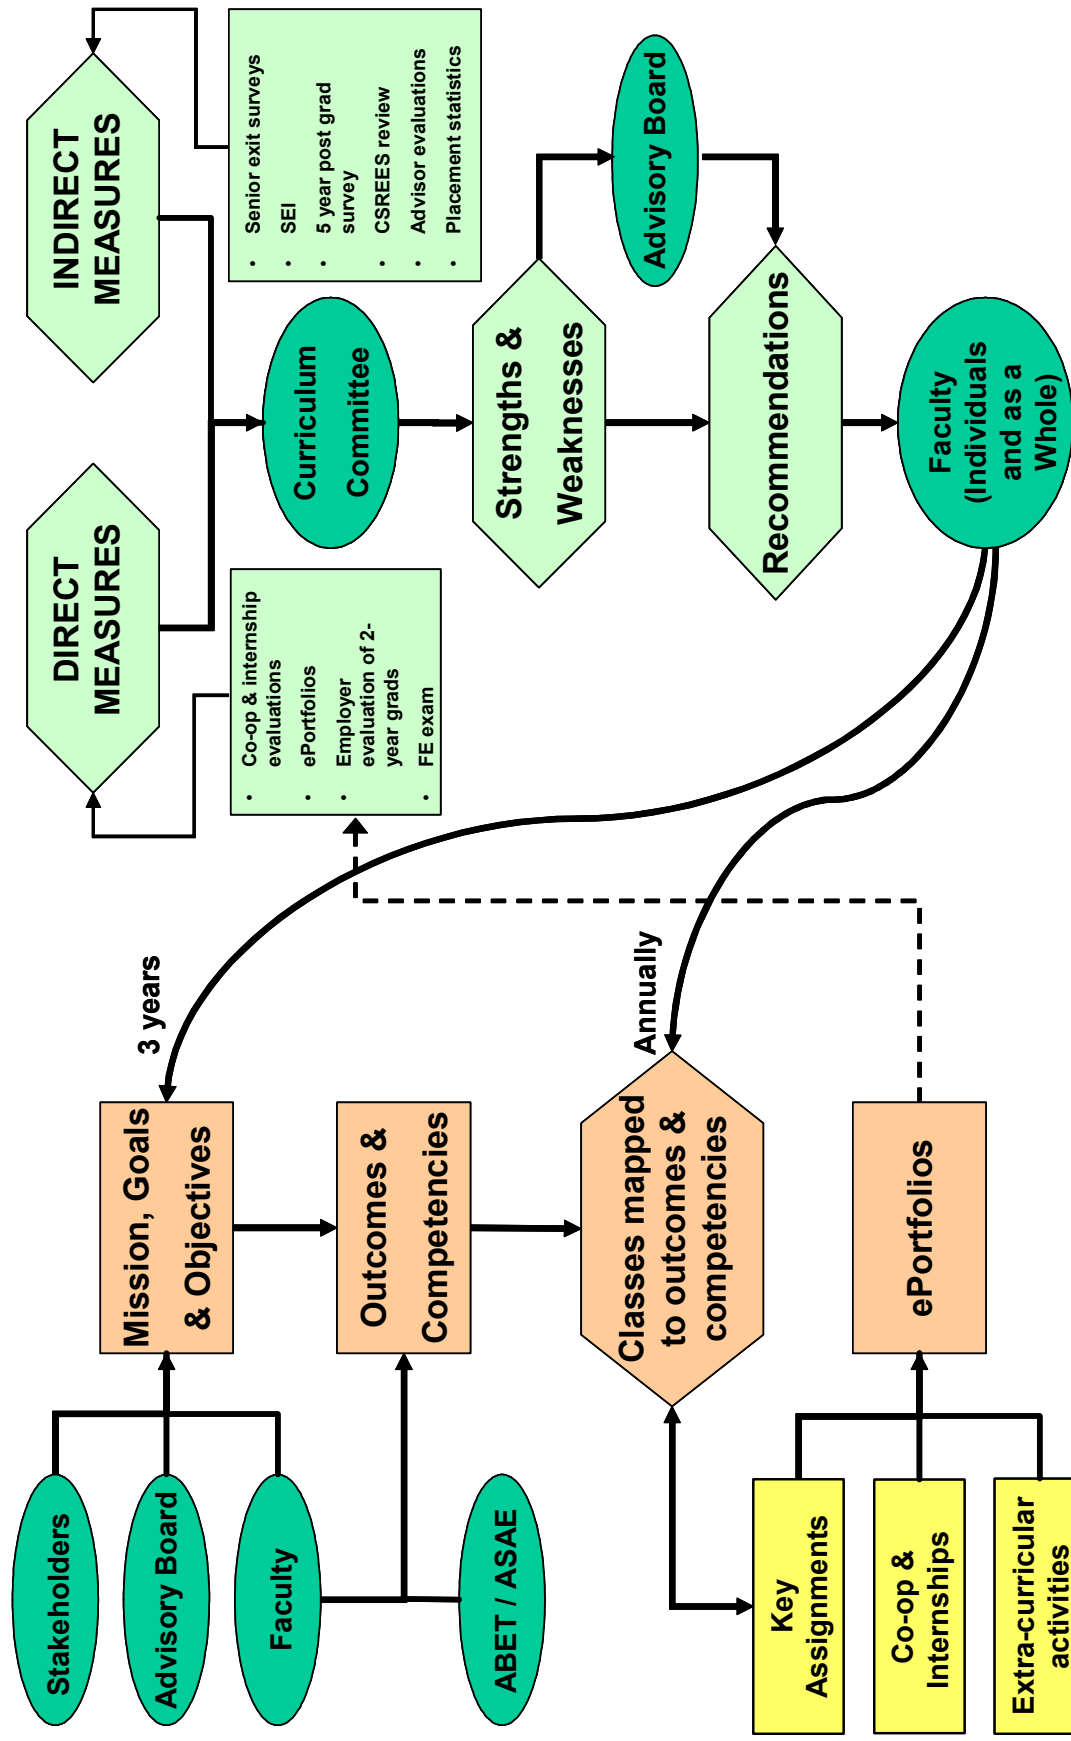 Stakeholders
Advisory Board
Faculty
ABET / ASAE
Key
Assignments
Co-op &
Internships
Extra-curricular
activities
Mission, Goals
& Objectives
Outcomes &
Competencies
Classes mapped
to outcomes &
competencies
ePortfolios
3 years
Annually
DIRECT
MEASURES
• Co-op & internship
evaluations
• ePortfolios
• Employer
evaluation of 2-
year grads
• FE exam
INDIRECT
MEASURES
• Senior exit surveys
• SEI
• 5 year post grad
survey
• CSREES review
• Advisor evaluations
• Placement statistics
Curriculum
Committee
Strengths &
Weaknesses
Advisory Board
Recommendations
Faculty
(Individuals
and as a
Whole)